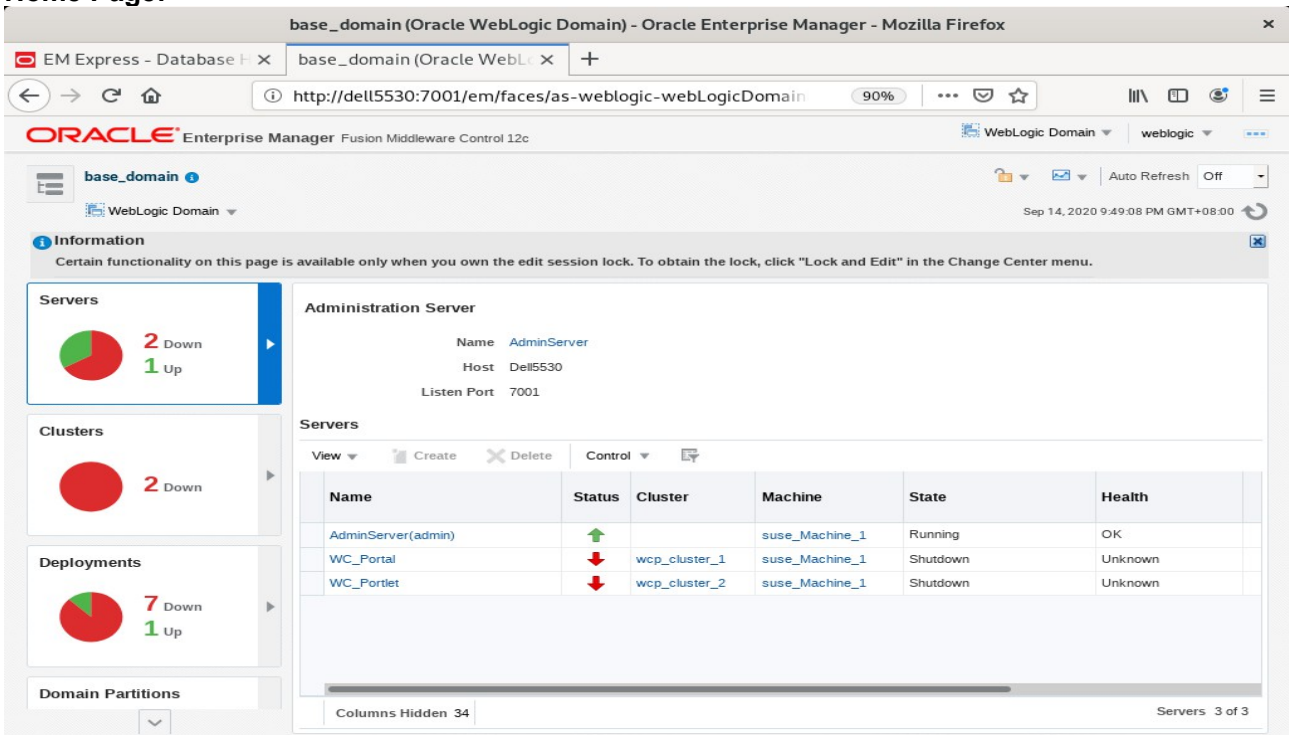 Home Page:
base_domain (Oracle WebLogic Domain) - Oracle Enterprise Manager - Mozilla Firefox
EM Express - Database H
base_domain (Oracle WebLo
http://dell5530:7001/em/faces/as-weblogic-webLogicDomain 90%
ORACLE Enterprise Manager Fusion Middleware Control 12c WebLogic Domain weblogic
base_domain Auto Refresh Off
WebLogic Domain Sep 14, 2020 9:49:08 PM GMT+08:00
Information
Certain functionality on this page is available only when you own the edit session lock. To obtain the lock, click "Lock and Edit" in the Change Center menu.
Servers
2 Down
1 Up
Clusters
2 Down
Deployments
7 Down
1 Up
Domain Partitions
Administration Server
Name AdminServer
Host Dell5530
Listen Port 7001
Servers
View Create Delete Control
Name Status Cluster Machine State Health
AdminServer(admin) suse_Machine_1 Running OK
WC_Portal wcp_cluster_1 suse_Machine_1 Shutdown Unknown
WC_Portlet wcp_cluster_2 suse_Machine_1 Shutdown Unknown
Columns Hidden 34 Servers 3 of 3